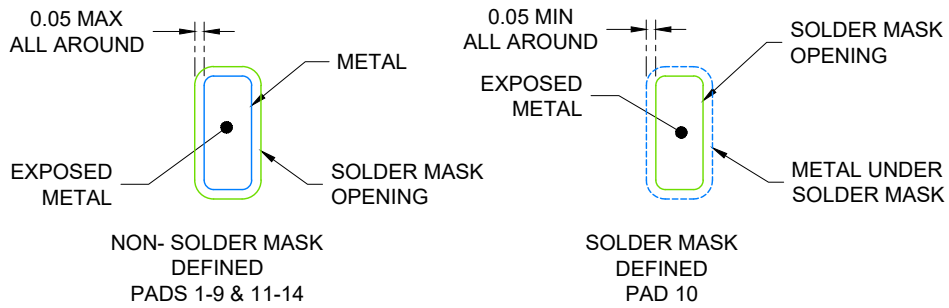 0.05 MAX
ALL AROUND
METAL
EXPOSED
METAL
SOLDER MASK
OPENING
NON- SOLDER MASK
DEFINED
PADS 1-9 & 11-14
0.05 MIN
ALL AROUND
SOLDER MASK
OPENING
EXPOSED
METAL
METAL UNDER
SOLDER MASK
SOLDER MASK
DEFINED
PAD 10